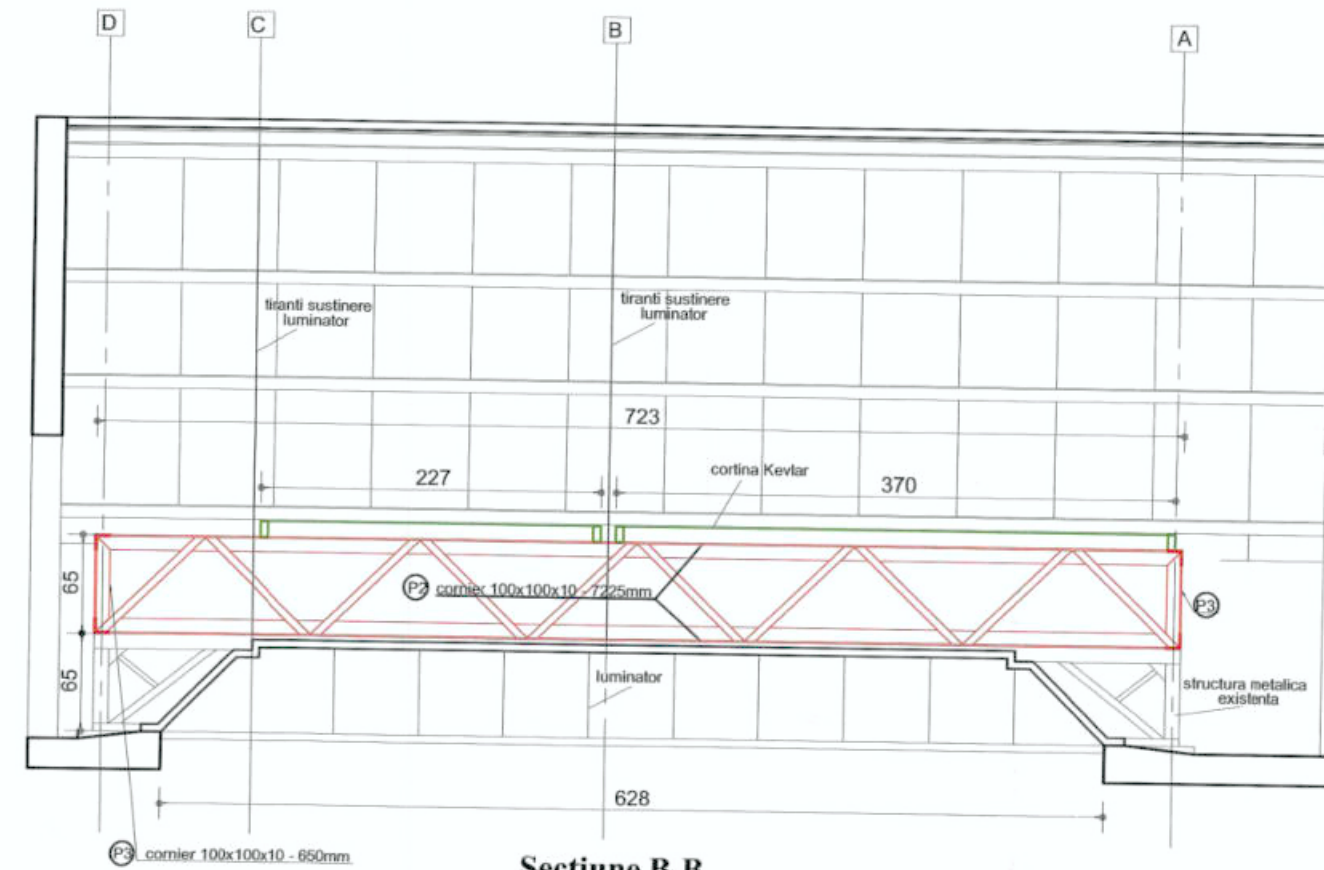 D
C
B
A
tiranti sustinere
luminator
tiranti sustinere
luminator
723
227
cortina Kevlar
370
65
P2 cornier 100x100x10 - 7225mm
P3
65
luminator
structura metalica
existenta
628
P3 cornier 100x100x10 - 650mm
Sectiune B-B